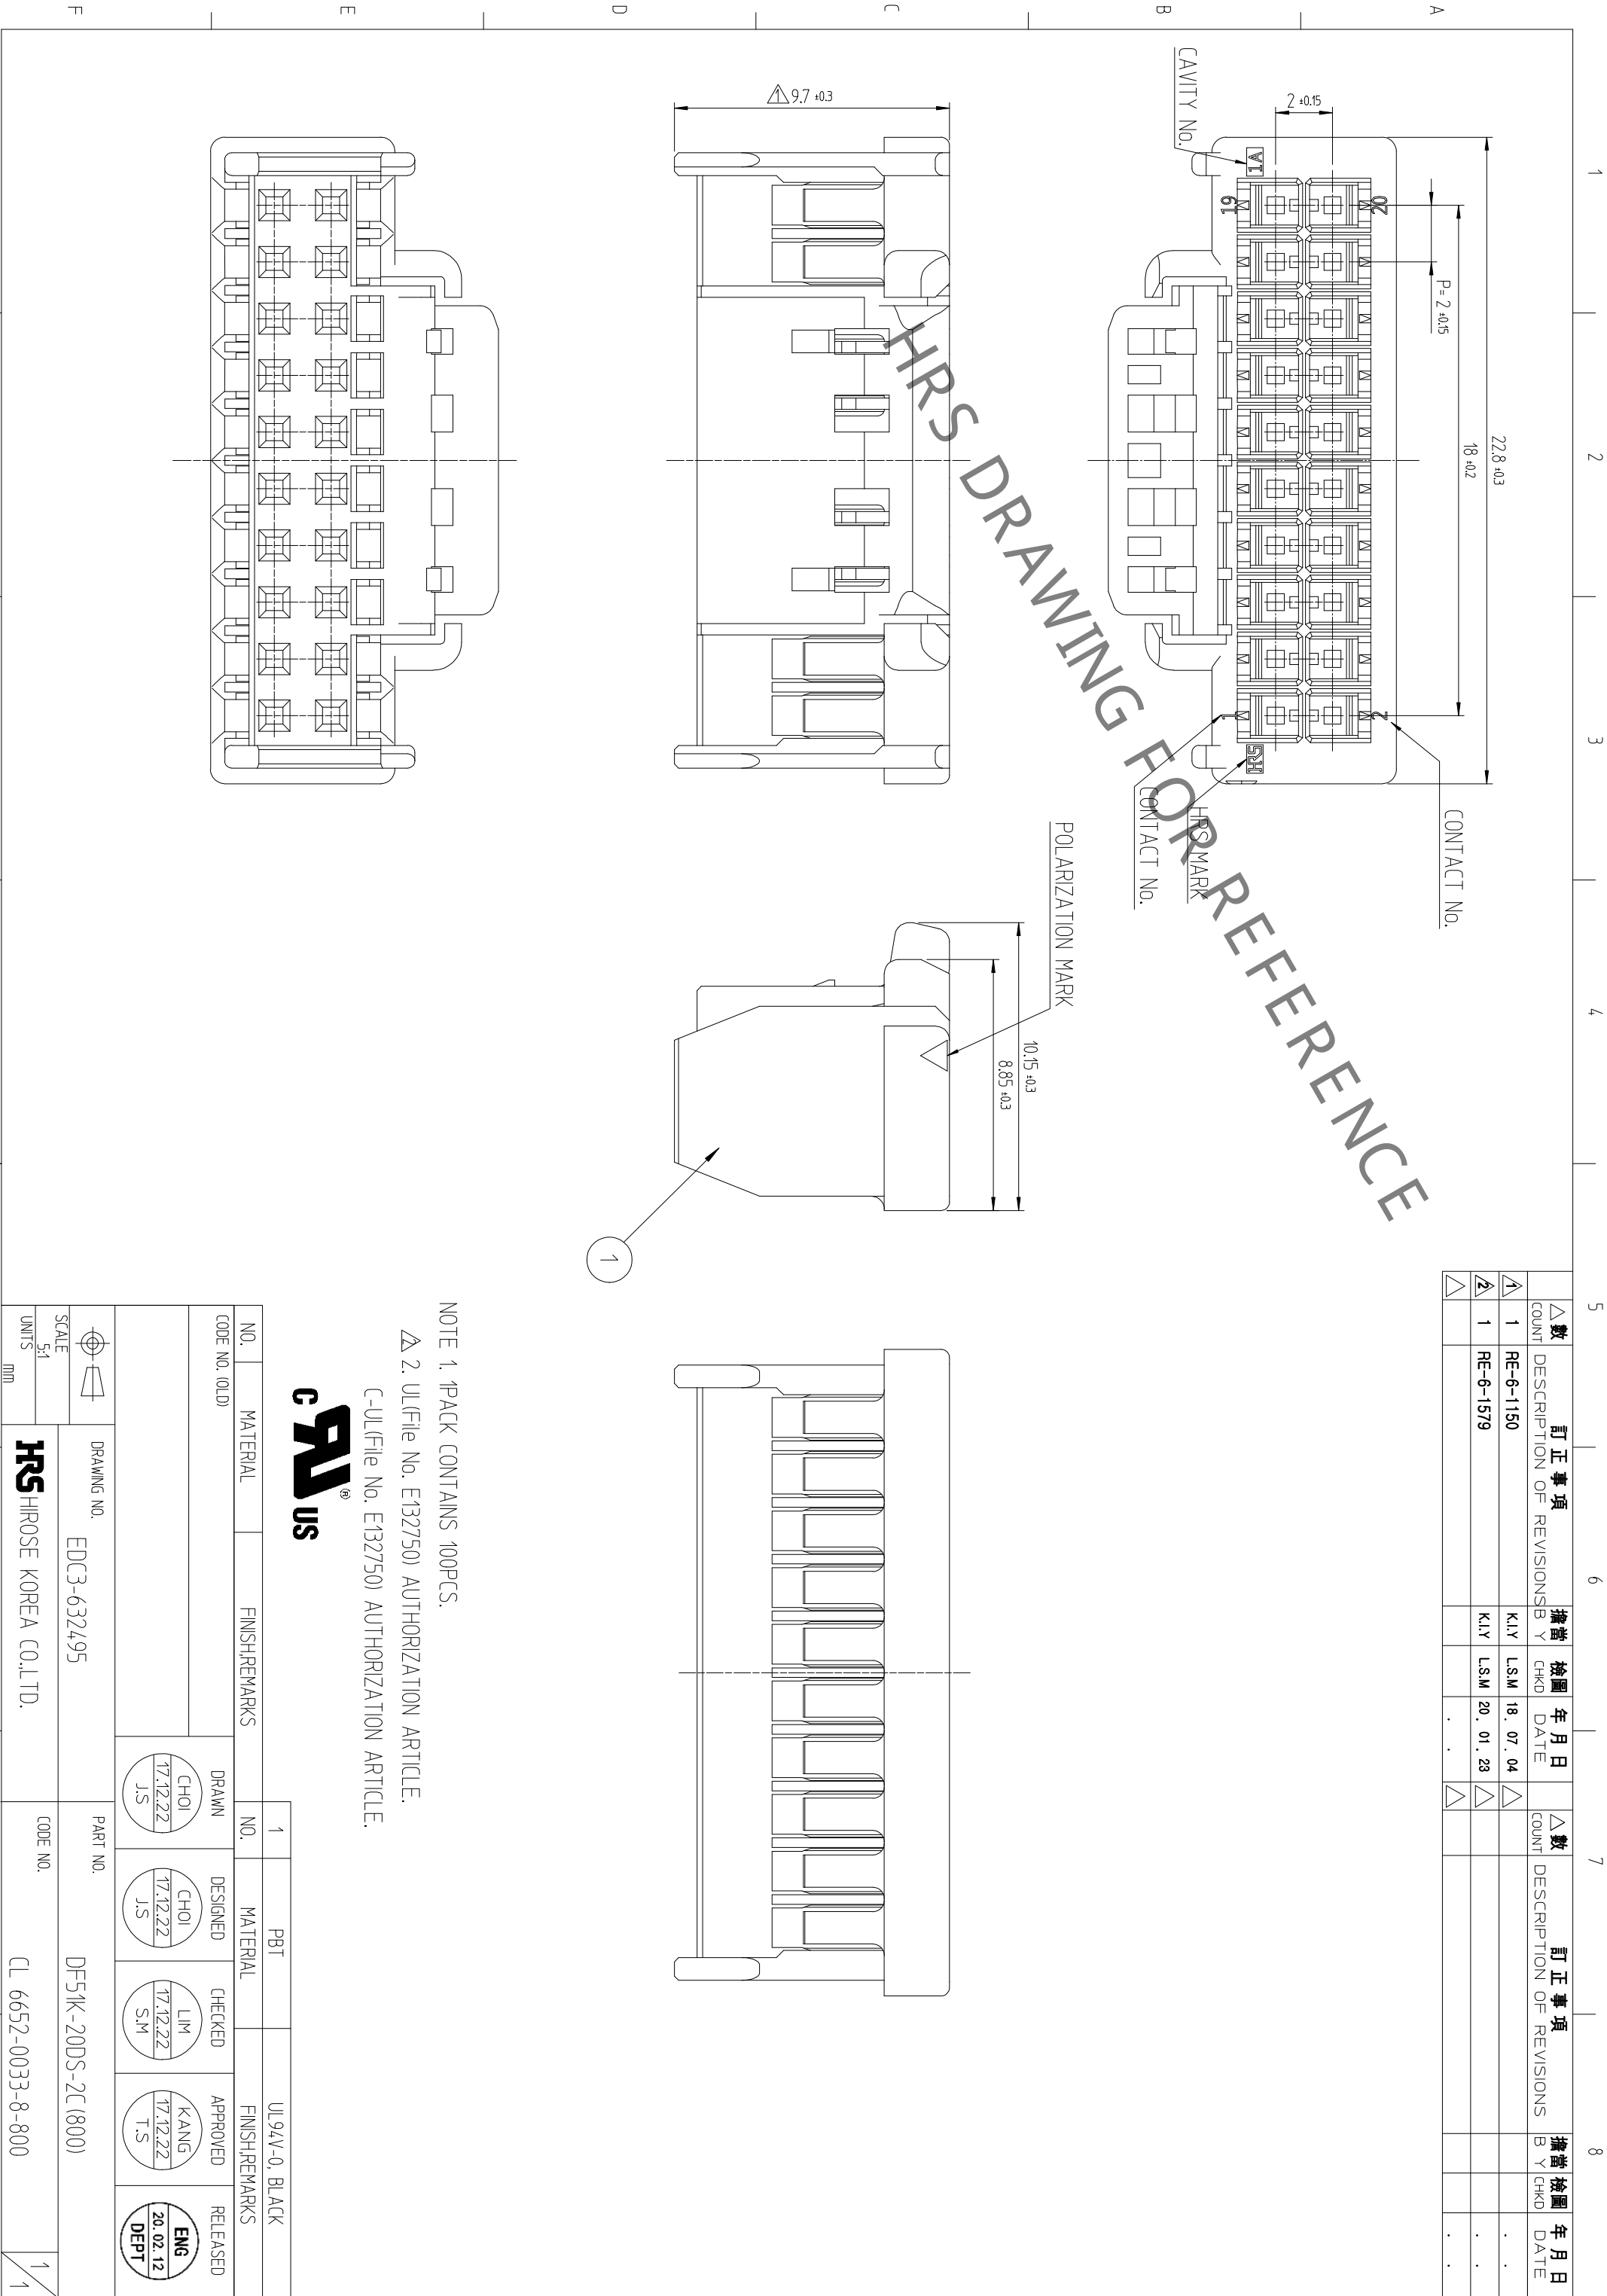 1 2 3 4 5 6 7 8
A
B
C
D
E
F
△數 COUNT 訂正事項 DESCRIPTION OF REVISIONS 擔當 BY 檢圖 CHKD 年月日 DATE
△數 COUNT 訂正事項 DESCRIPTION OF REVISIONS 擔當 BY 檢圖 CHKD 年月日 DATE
1 1 RE-6-1150 K.I.Y L.S.M 18. 07. 04
2 1 RE-6-1579 K.I.Y L.S.M 20. 01. 23
22.8 ±0.3
18 ±0.2
P= 2 ±0.15
2 ±0.15
CAVITY No.
1A
19
20
1
2
HRS
CONTACT No.
HRS MARK
CONTACT No.
POLARIZATION MARK
10.15 ±0.3
8.85 ±0.3
1 9.7 ±0.3
1
HRS DRAWING FOR REFERENCE
NOTE 1. 1PACK CONTAINS 100PCS.
2 2. UL(File No. E132750) AUTHORIZATION ARTICLE.
C-UL(File No. E132750) AUTHORIZATION ARTICLE.
C RU ® US
1 PBT UL94V-0, BLACK
NO. MATERIAL FINISH,REMARKS NO. MATERIAL FINISH,REMARKS
CODE NO. (OLD)
DRAWN DESIGNED CHECKED APPROVED RELEASED
CHOI 17.12.22 J.S
CHOI 17.12.22 J.S
LIM 17.12.22 S.M
KANG 17.12.22 T.S
ENG 20. 02. 12 DEPT
SCALE 5:1
UNITS mm
DRAWING NO. EDC3-632495
PART NO. DF51K-20DS-2C(800)
HRS HIROSE KOREA CO.,LTD.
CODE NO. CL 6652-0033-8-800
1/1